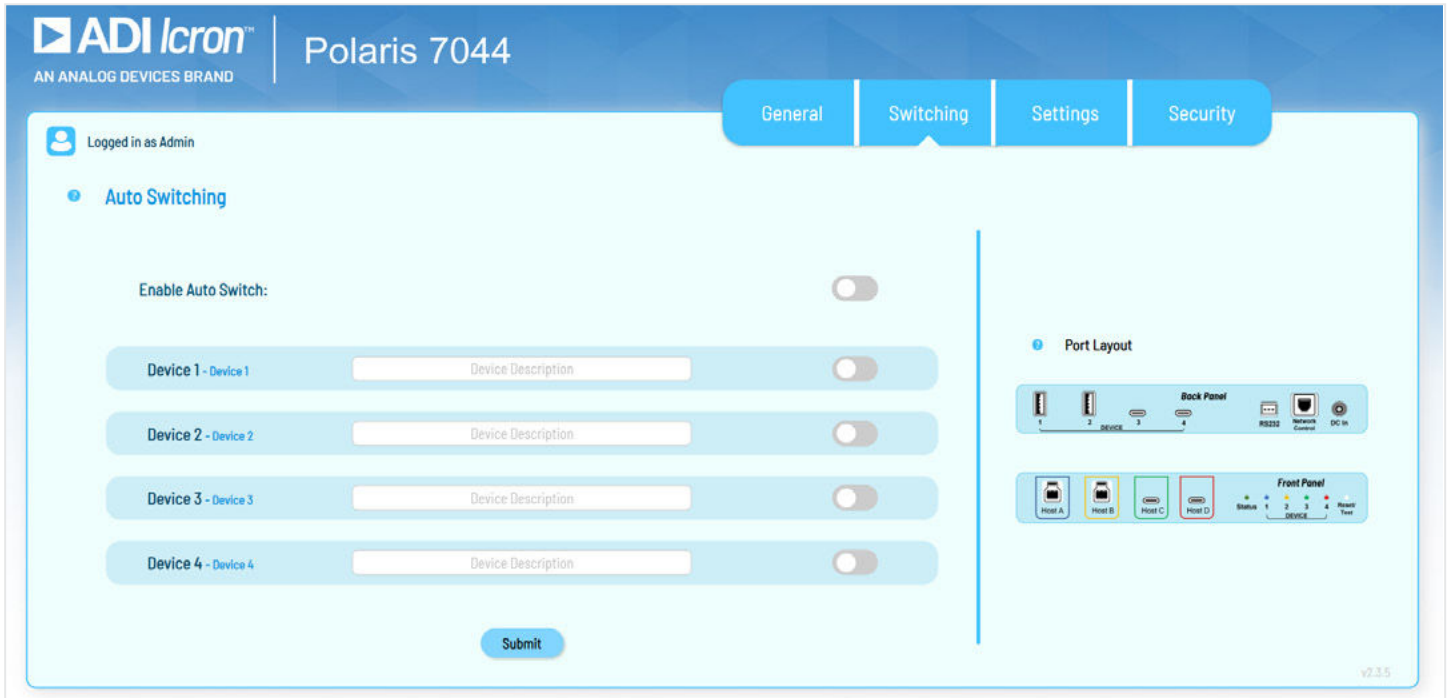 ADI Icron™
AN ANALOG DEVICES BRAND
Polaris 7044
General Switching Settings Security
Logged in as Admin
? Auto Switching
Enable Auto Switch:
Device 1 - Device 1 Device Description
Device 2 - Device 2 Device Description
Device 3 - Device 3 Device Description
Device 4 - Device 4 Device Description
Submit
? Port Layout
Back Panel
1 2 3 4
DEVICE
RS232 Network Control DC In
Front Panel
Host A Host B Host C Host D
Status 1 2 3 4 Reset/
DEVICE Test
v2.3.5